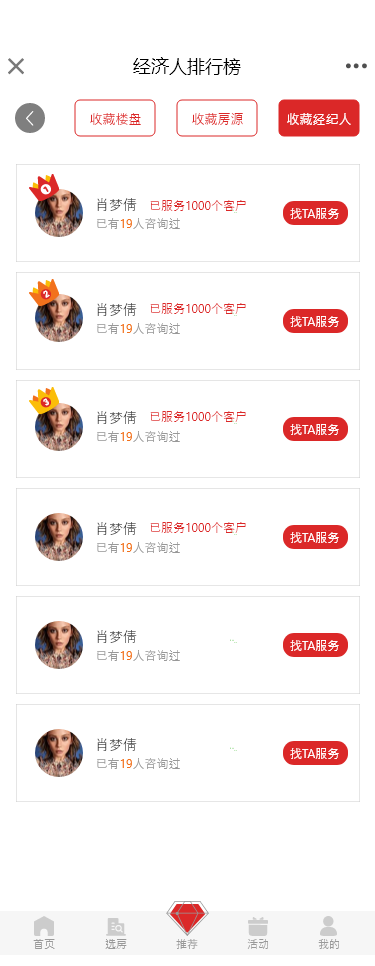 经济人排行榜
收藏楼盘
收藏房源
收藏经纪人
1
肖梦倩 已服务1000个客户
已有19人咨询过
找TA服务
2
肖梦倩 已服务1000个客户
已有19人咨询过
找TA服务
3
肖梦倩 已服务1000个客户
已有19人咨询过
找TA服务
肖梦倩 已服务1000个客户
已有19人咨询过
找TA服务
肖梦倩
已有19人咨询过
找TA服务
肖梦倩
已有19人咨询过
找TA服务
首页
选房
推荐
活动
我的